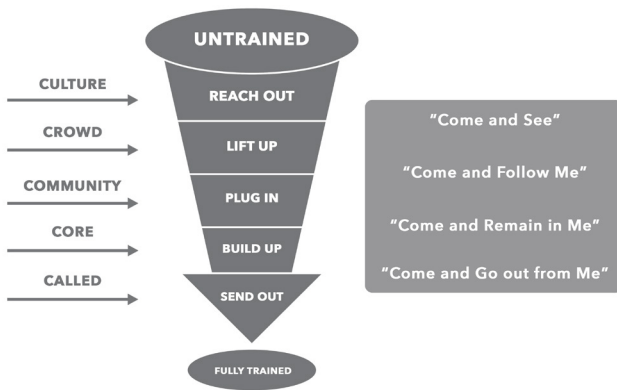 UNTRAINED
CULTURE
REACH OUT
"Come and See"
CROWD
LIFT UP
"Come and Follow Me"
COMMUNITY
PLUG IN
"Come and Remain in Me"
CORE
BUILD UP
"Come and Go out from Me"
CALLED
SEND OUT
FULLY TRAINED